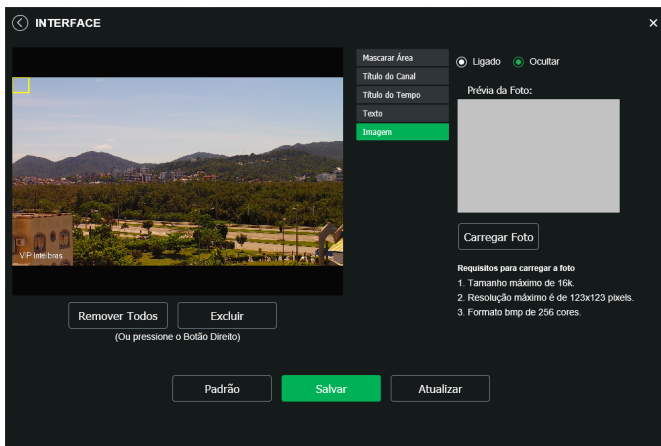 INTERFACE
Mascarar Área
Título do Canal
Título do Tempo
Texto
Imagem
Ligado
Ocultar
Prévia da Foto:
Carregar Foto
Requisitos para carregar a foto
1. Tamanho máximo de 16k.
2. Resolução máximo é de 123x123 pixels.
3. Formato bmp de 256 cores.
VIP Intelbras
Remover Todos
Excluir
(Ou pressione o Botão Direito)
Padrão
Salvar
Atualizar